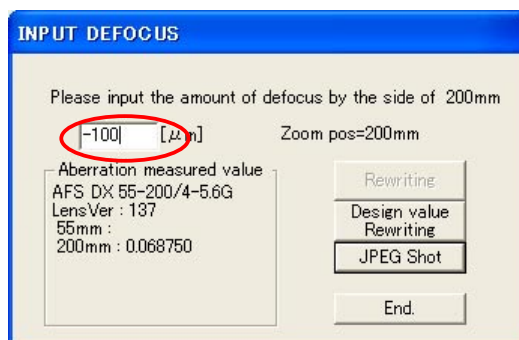 INPUT DEFOCUS
Please input the amount of defocus by the side of 200mm
-100 [μm] Zoom pos=200mm
Aberration measured value
AFS DX 55-200/4-5.6G
LensVer : 137
55mm :
200mm : 0.068750
Rewriting
Design value
Rewriting
JPEG Shot
End.